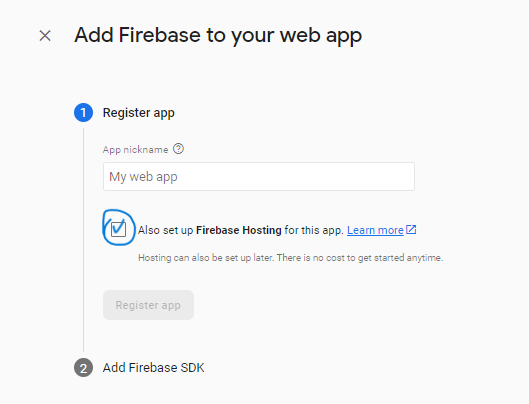 Add Firebase to your web app
1 Register app
App nickname
My web app
Also set up Firebase Hosting for this app. Learn more
Hosting can also be set up later. There is no cost to get started anytime.
Register app
2 Add Firebase SDK